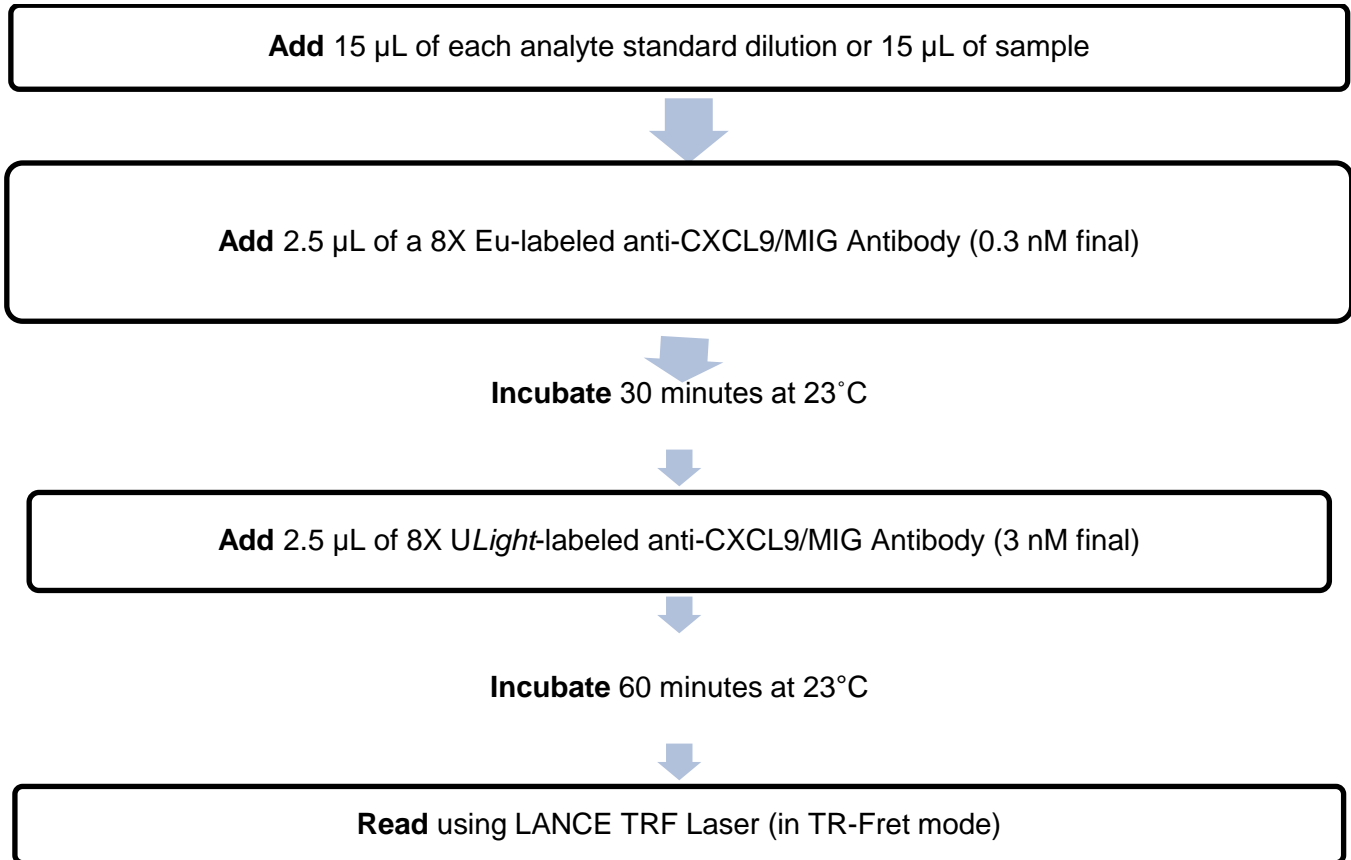 Add 15 µL of each analyte standard dilution or 15 µL of sample
Add 2.5 µL of a 8X Eu-labeled anti-CXCL9/MIG Antibody (0.3 nM final)
Incubate 30 minutes at 23˚C
Add 2.5 µL of 8X ULight-labeled anti-CXCL9/MIG Antibody (3 nM final)
Incubate 60 minutes at 23°C
Read using LANCE TRF Laser (in TR-Fret mode)